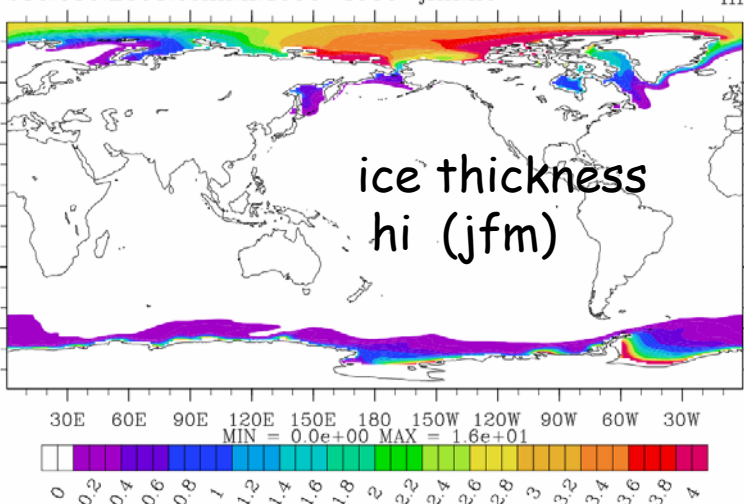 m
ice thickness
hi (jfm)
30E 60E 90E 120E 150E 180 150W 120W 90W 60W 30W
MIN = 0.0e+00 MAX = 1.6e+01
0 0.2 0.4 0.6 0.8 1 1.2 1.4 1.6 1.8 2 2.2 2.4 2.6 2.8 3 3.2 3.4 3.6 3.8 4